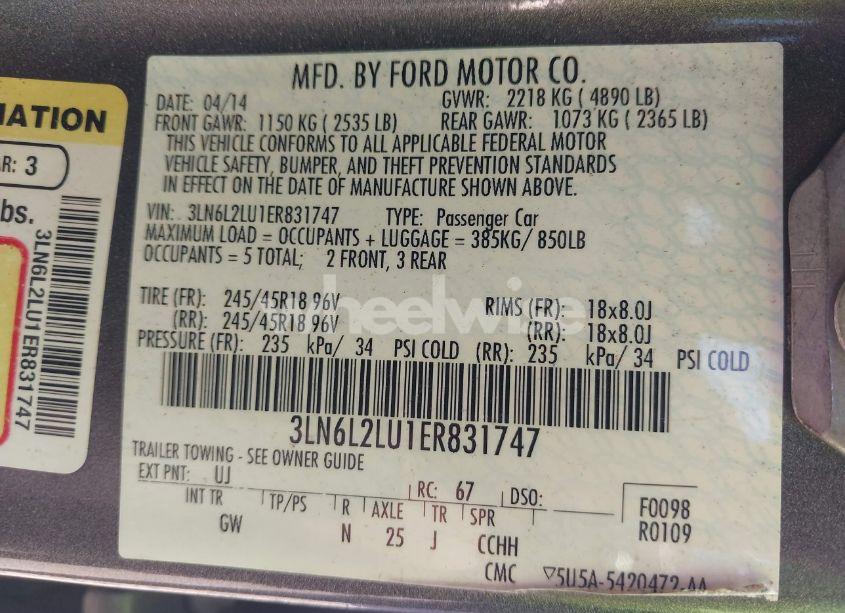 MATION
AR: 3
bs.
3LN6L2LU1ER831747
MFD. BY FORD MOTOR CO.
DATE: 04/14 GVWR: 2218 KG ( 4890 LB)
FRONT GAWR: 1150 KG ( 2535 LB) REAR GAWR: 1073 KG ( 2365 LB)
THIS VEHICLE CONFORMS TO ALL APPLICABLE FEDERAL MOTOR
VEHICLE SAFETY, BUMPER, AND THEFT PREVENTION STANDARDS
IN EFFECT ON THE DATE OF MANUFACTURE SHOWN ABOVE.
VIN: 3LN6L2LU1ER831747 TYPE: Passenger Car
MAXIMUM LOAD = OCCUPANTS + LUGGAGE = 385KG/ 850LB
OCCUPANTS = 5 TOTAL; 2 FRONT, 3 REAR
TIRE (FR): 245/45R18 96V RIMS (FR): 18x8.0J
(RR): 245/45R18 96V (RR): 18x8.0J
heelwise
PRESSURE (FR): 235 kPa/ 34 PSI COLD (RR): 235 kPa/ 34 PSI COLD
3LN6L2LU1ER831747
TRAILER TOWING - SEE OWNER GUIDE
EXT PNT: UJ RC: 67 DSO:
INT TR TP/PS R AXLE TR SPR F0098
GW N 25 J CCHH R0109
CMC ▽5U5A-5420472-AA